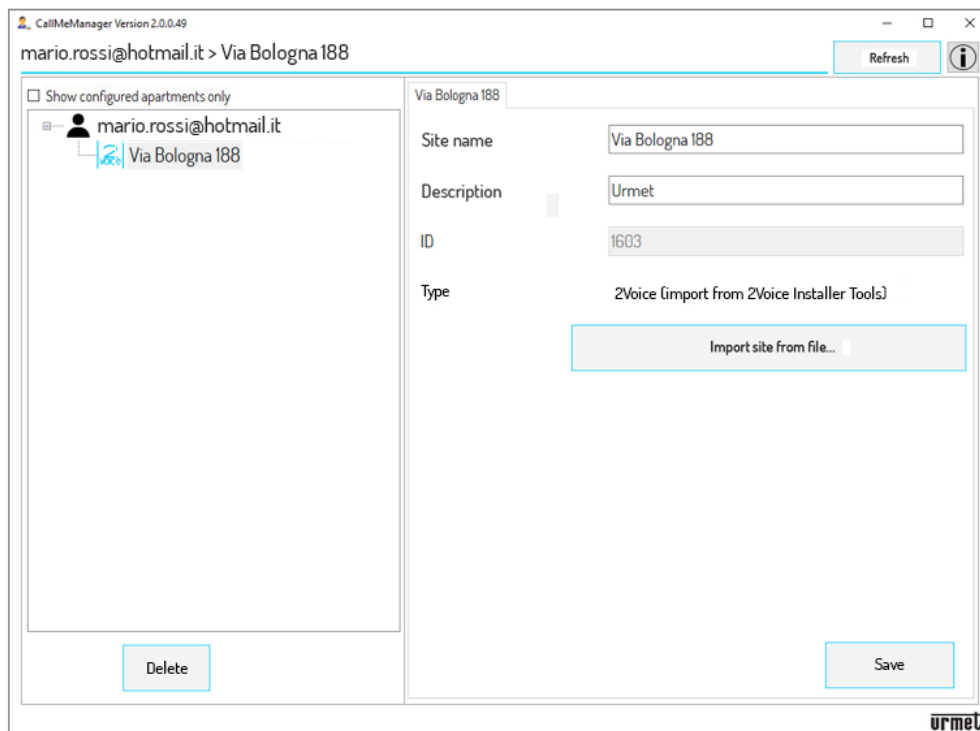 CallMeManager Version 2.0.0.49
mario.rossi@hotmail.it > Via Bologna 188
Refresh
Show configured apartments only
mario.rossi@hotmail.it
2 voice Via Bologna 188
Delete
Via Bologna 188
Site name Via Bologna 188
Description Urmet
ID 1603
Type 2Voice (import from 2Voice Installer Tools)
Import site from file...
Save
urmet